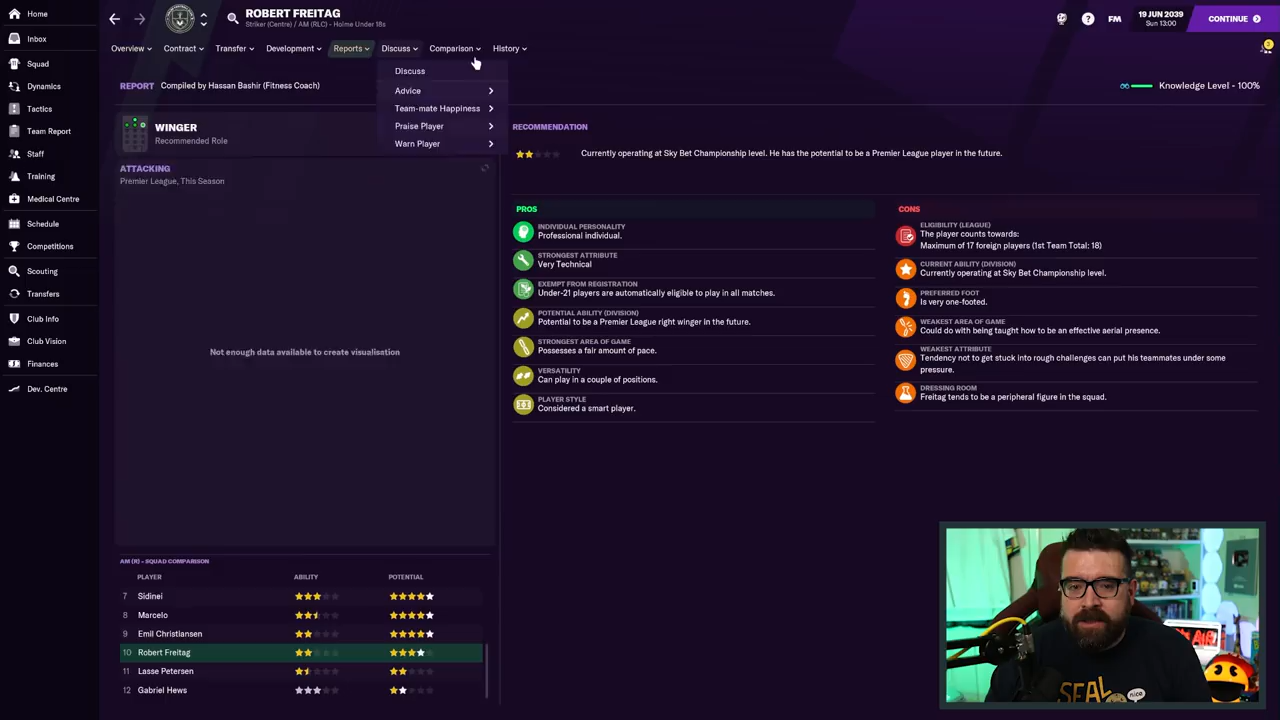 Home
Inbox
Squad
Dynamics
Tactics
Team Report
Staff
Training
Medical Centre
Schedule
Competitions
Scouting
Transfers
Club Info
Club Vision
Finances
Dev. Centre
ROBERT FREITAG
Striker (Centre) / AM (RLC) - Holme Under 18s
FM
19 JUN 2039
Sun 13:00
CONTINUE
2
Overview
Contract
Transfer
Development
Reports
Discuss
Comparison
History
Discuss
Advice
Team-mate Happiness
Praise Player
Warn Player
REPORT
Compiled by Hassan Bashir (Fitness Coach)
Knowledge Level - 100%
WINGER
Recommended Role
ATTACKING
Premier League, This Season
Not enough data available to create visualisation
RECOMMENDATION
Currently operating at Sky Bet Championship level. He has the potential to be a Premier League player in the future.
PROS
INDIVIDUAL PERSONALITY
Professional individual.
STRONGEST ATTRIBUTE
Very Technical
EXEMPT FROM REGISTRATION
Under-21 players are automatically eligible to play in all matches.
POTENTIAL ABILITY (DIVISION)
Potential to be a Premier League right winger in the future.
STRONGEST AREA OF GAME
Possesses a fair amount of pace.
VERSATILITY
Can play in a couple of positions.
PLAYER STYLE
Considered a smart player.
CONS
ELIGIBILITY (LEAGUE)
The player counts towards:
Maximum of 17 foreign players (1st Team Total: 18)
CURRENT ABILITY (DIVISION)
Currently operating at Sky Bet Championship level.
PREFERRED FOOT
Is very one-footed.
WEAKEST AREA OF GAME
Could do with being taught how to be an effective aerial presence.
WEAKEST ATTRIBUTE
Tendency not to get stuck into rough challenges can put his teammates under some
pressure.
DRESSING ROOM
Freitag tends to be a peripheral figure in the squad.
AM (R) - SQUAD COMPARISON
PLAYER ABILITY POTENTIAL
7 Sidinei
8 Marcelo
9 Emil Christiansen
10 Robert Freitag
11 Lasse Petersen
12 Gabriel Hews
AIR
SEAL
nice